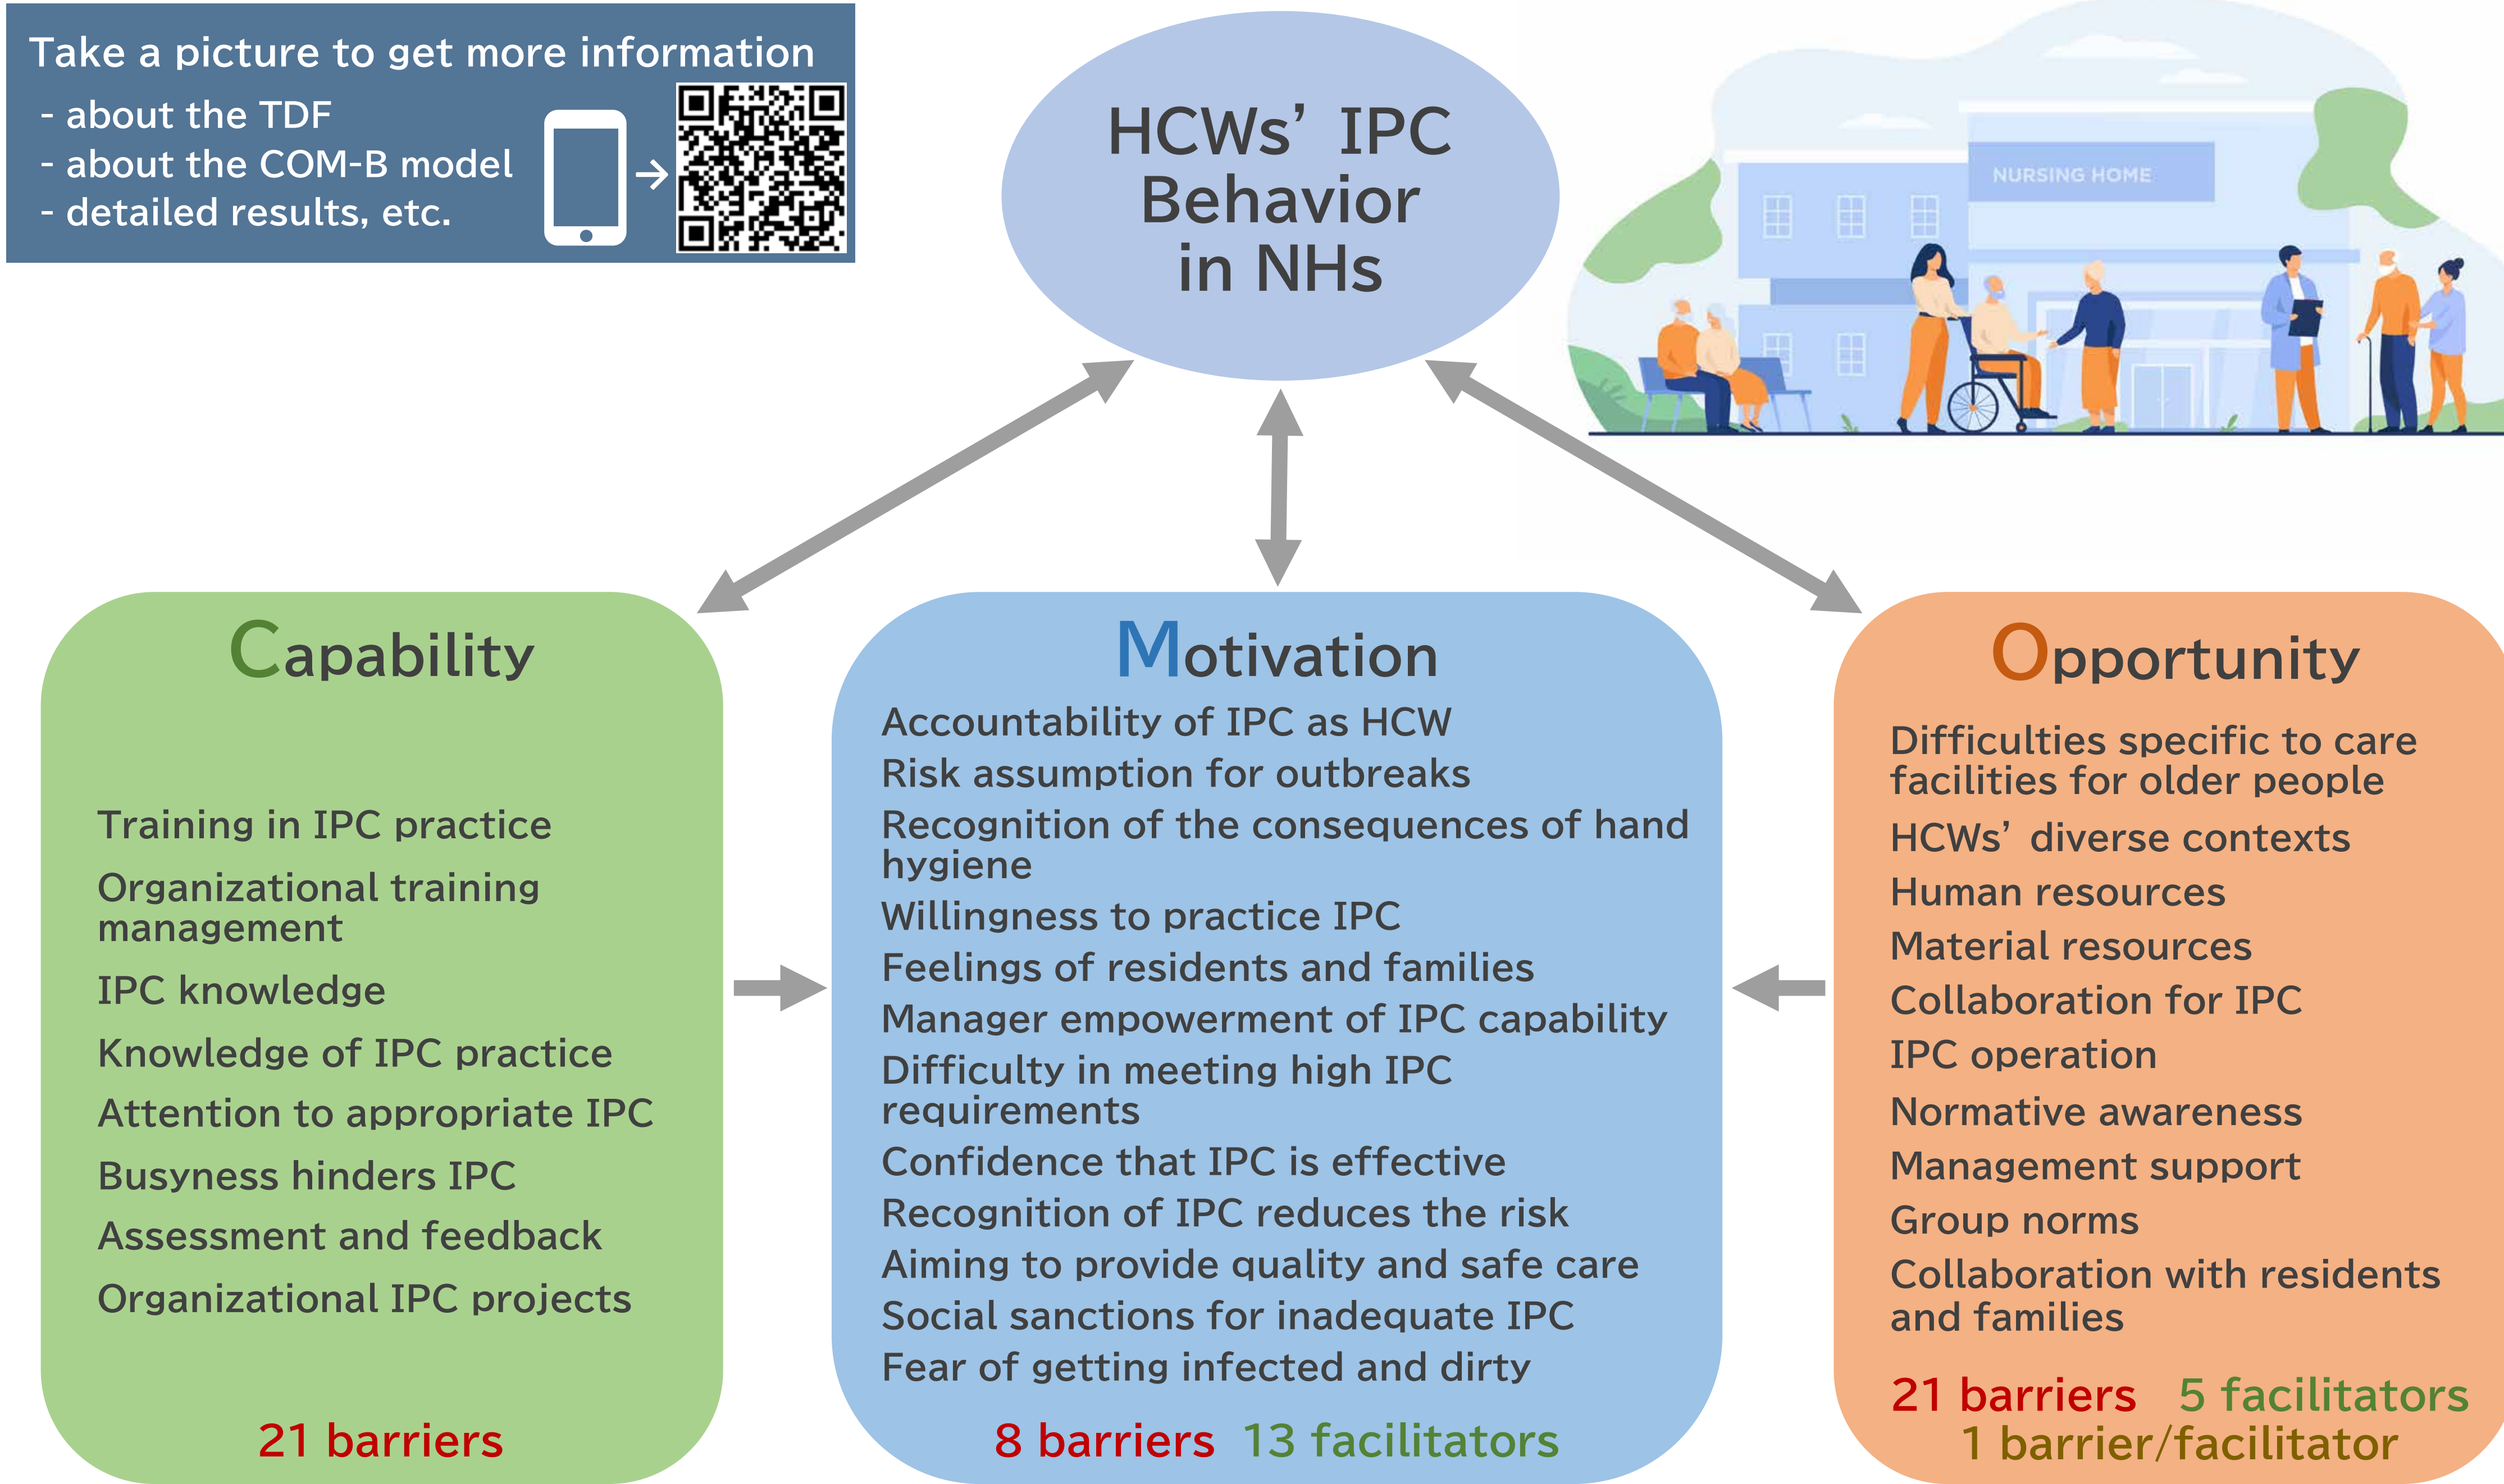 Take a picture to get more information
- about the TDF
- about the COM-B model
- detailed results, etc.
HCWs’ IPC
Behavior
in NHs
NURSING HOME
Capability
Training in IPC practice
Organizational training
management
IPC knowledge
Knowledge of IPC practice
Attention to appropriate IPC
Busyness hinders IPC
Assessment and feedback
Organizational IPC projects
21 barriers
Motivation
Accountability of IPC as HCW
Risk assumption for outbreaks
Recognition of the consequences of hand
hygiene
Willingness to practice IPC
Feelings of residents and families
Manager empowerment of IPC capability
Difficulty in meeting high IPC
requirements
Confidence that IPC is effective
Recognition of IPC reduces the risk
Aiming to provide quality and safe care
Social sanctions for inadequate IPC
Fear of getting infected and dirty
8 barriers 13 facilitators
Opportunity
Difficulties specific to care
facilities for older people
HCWs’ diverse contexts
Human resources
Material resources
Collaboration for IPC
IPC operation
Normative awareness
Management support
Group norms
Collaboration with residents
and families
21 barriers 5 facilitators
1 barrier/facilitator